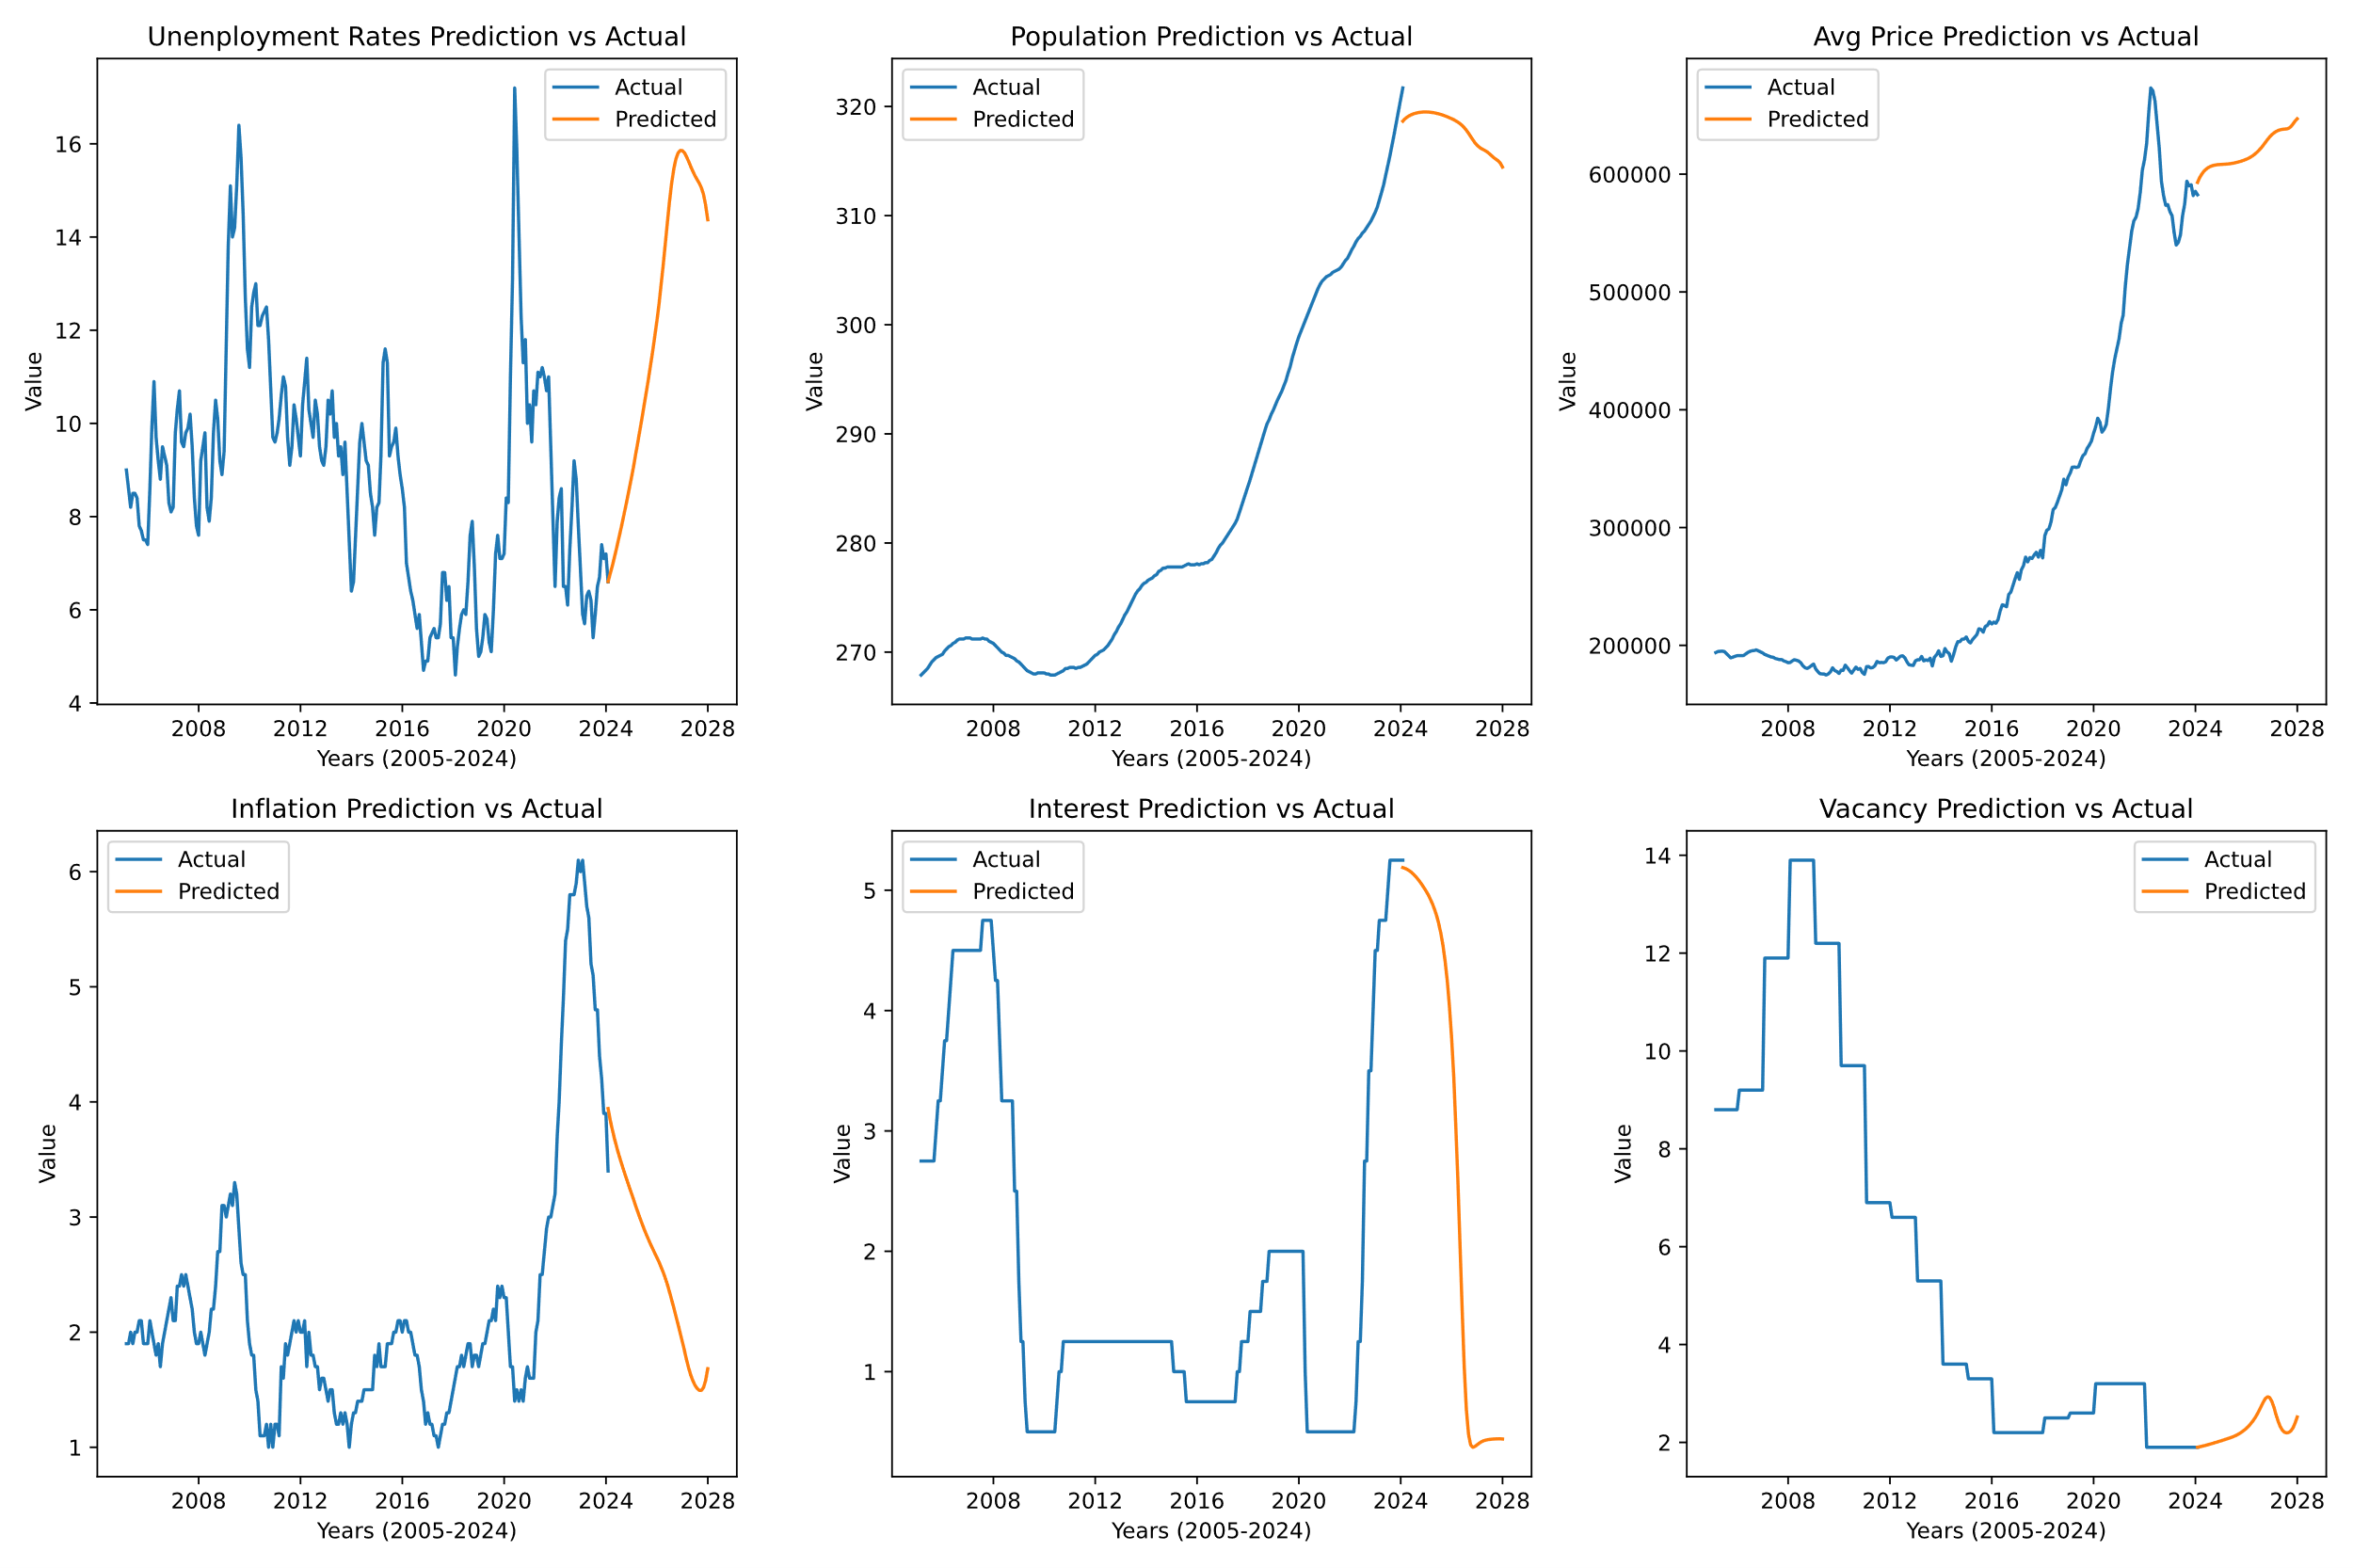 Unenployment Rates Prediction vs Actual
Actual
Predicted
Value
16
14
12
10
8
6
4
2008 2012 2016 2020 2024 2028
Years (2005-2024)
Population Prediction vs Actual
Actual
Predicted
Value
320
310
300
290
280
270
2008 2012 2016 2020 2024 2028
Years (2005-2024)
Avg Price Prediction vs Actual
Actual
Predicted
Value
600000
500000
400000
300000
200000
2008 2012 2016 2020 2024 2028
Years (2005-2024)
Inflation Prediction vs Actual
Actual
Predicted
Value
6
5
4
3
2
1
2008 2012 2016 2020 2024 2028
Years (2005-2024)
Interest Prediction vs Actual
Actual
Predicted
Value
5
4
3
2
1
2008 2012 2016 2020 2024 2028
Years (2005-2024)
Vacancy Prediction vs Actual
Actual
Predicted
Value
14
12
10
8
6
4
2
2008 2012 2016 2020 2024 2028
Years (2005-2024)